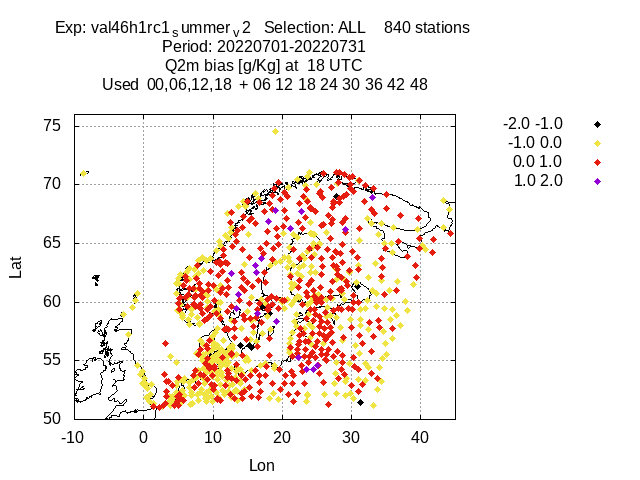 Exp: val46h1rc1summerv2 Selection: ALL 840 stations
Period: 20220701-20220731
Q2m bias [g/Kg] at 18 UTC
Used 00,06,12,18 + 06 12 18 24 30 36 42 48
-2.0 -1.0
-1.0 0.0
0.0 1.0
1.0 2.0
75
70
65
60
55
50
Lat
-10 0 10 20 30 40
Lon